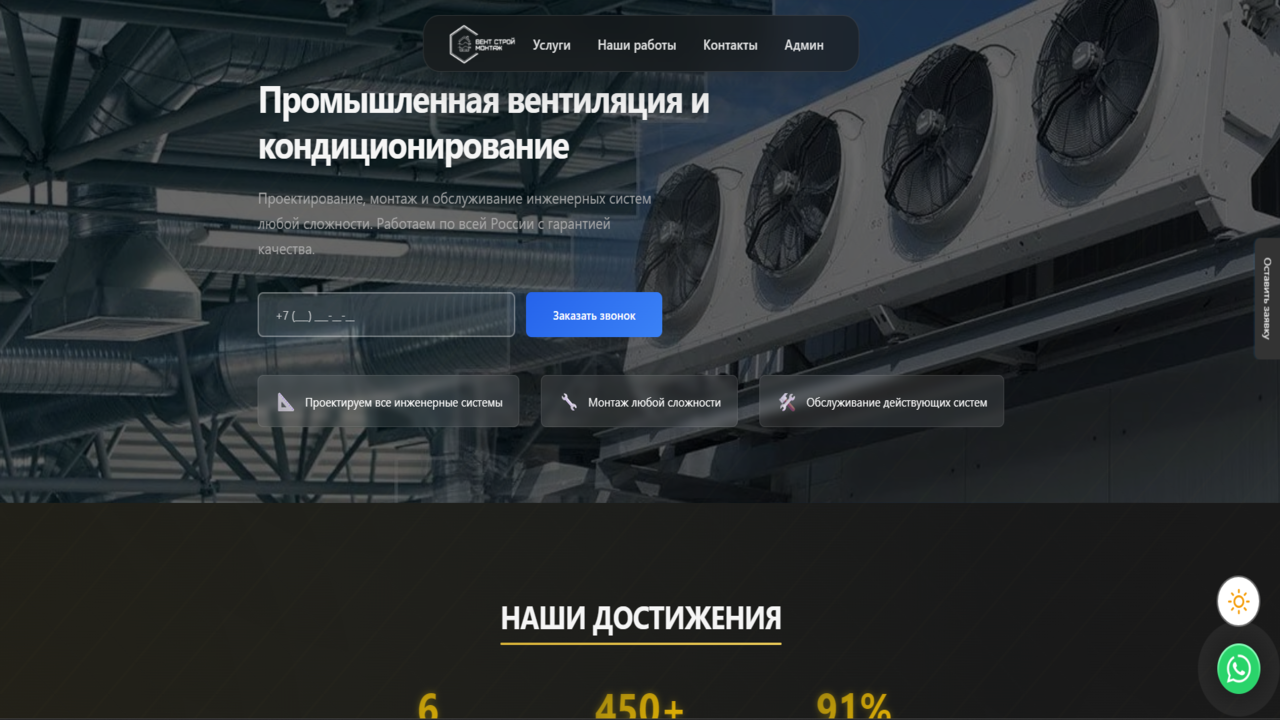 ВЕНТ СТРОЙ
МОНТАЖ
Услуги
Наши работы
Контакты
Админ
Промышленная вентиляция и
кондиционирование
Проектирование, монтаж и обслуживание инженерных систем
любой сложности. Работаем по всей России с гарантией
качества.
+7 (__) __-_-_
Заказать звонок
Проектируем все инженерные системы
Монтаж любой сложности
Обслуживание действующих систем
Оставить заявку
НАШИ ДОСТИЖЕНИЯ
6
450+
91%